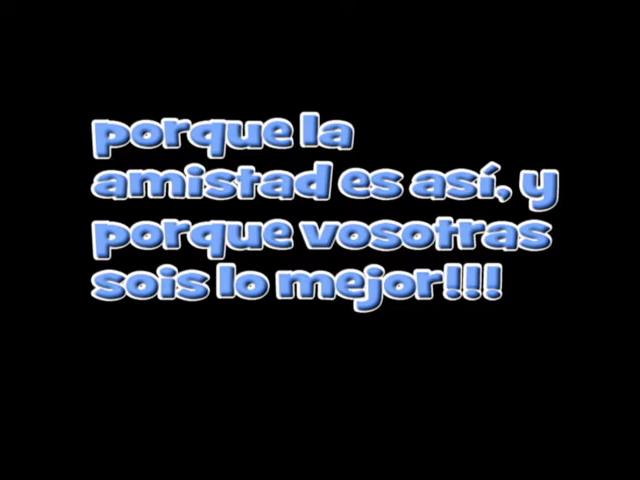 porque la
amistad es así, y
porque vosotras
sois lo mejor!!!